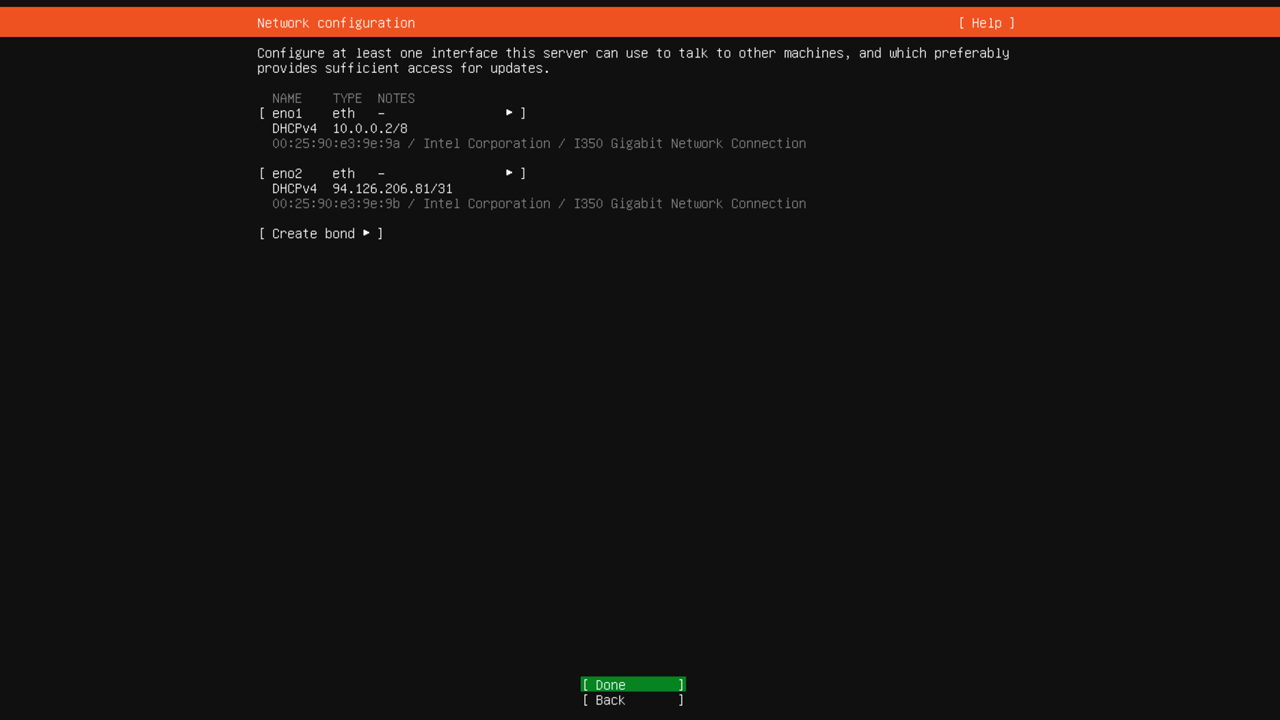 Network configuration [ Help ]
Configure at least one interface this server can use to talk to other machines, and which preferably
provides sufficient access for updates.
NAME TYPE NOTES
[ eno1 eth – ▸ ]
DHCPv4 10.0.0.2/8
00:25:90:e3:9e:9a / Intel Corporation / I350 Gigabit Network Connection
[ eno2 eth – ▸ ]
DHCPv4 94.126.206.81/31
00:25:90:e3:9e:9b / Intel Corporation / I350 Gigabit Network Connection
[ Create bond ▸ ]
[ Done ]
[ Back ]